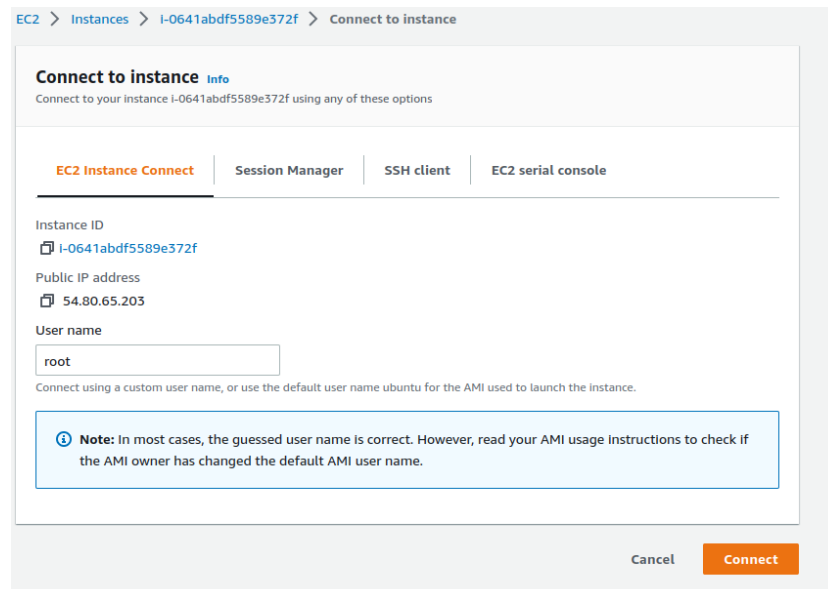 EC2 > Instances > i-0641abdf5589e372f > Connect to instance
Connect to instance Info
Connect to your instance i-0641abdf5589e372f using any of these options
EC2 Instance Connect Session Manager SSH client EC2 serial console
Instance ID
i-0641abdf5589e372f
Public IP address
54.80.65.203
User name
root
Connect using a custom user name, or use the default user name ubuntu for the AMI used to launch the instance.
Note: In most cases, the guessed user name is correct. However, read your AMI usage instructions to check if
the AMI owner has changed the default AMI user name.
Cancel Connect